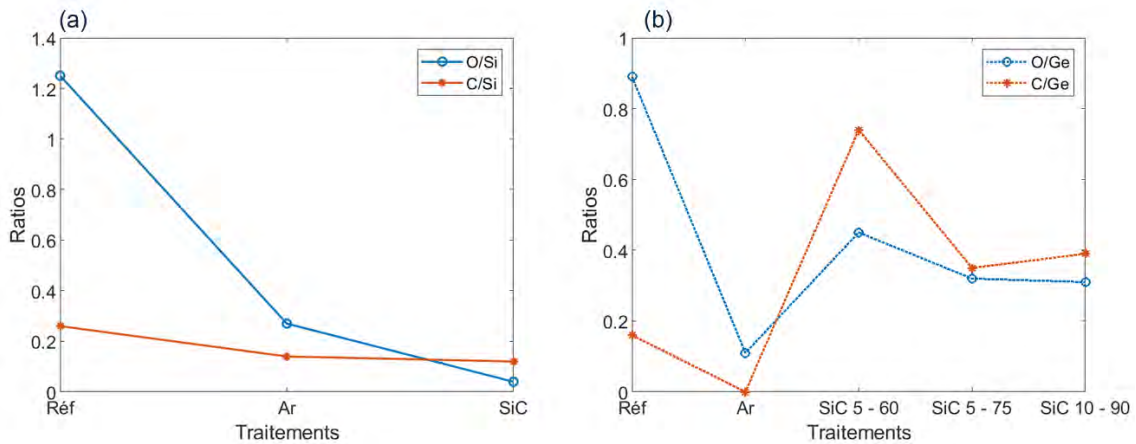 (a)
1.4
1.2
1
0.8
0.6
0.4
0.2
0
Ratios
Réf
Ar
SiC
Traitements
O/Si
C/Si
(b)
1
0.8
0.6
0.4
0.2
0
Ratios
Réf
Ar
SiC 5 - 60
SiC 5 - 75
SiC 10 - 90
Traitements
O/Ge
C/Ge